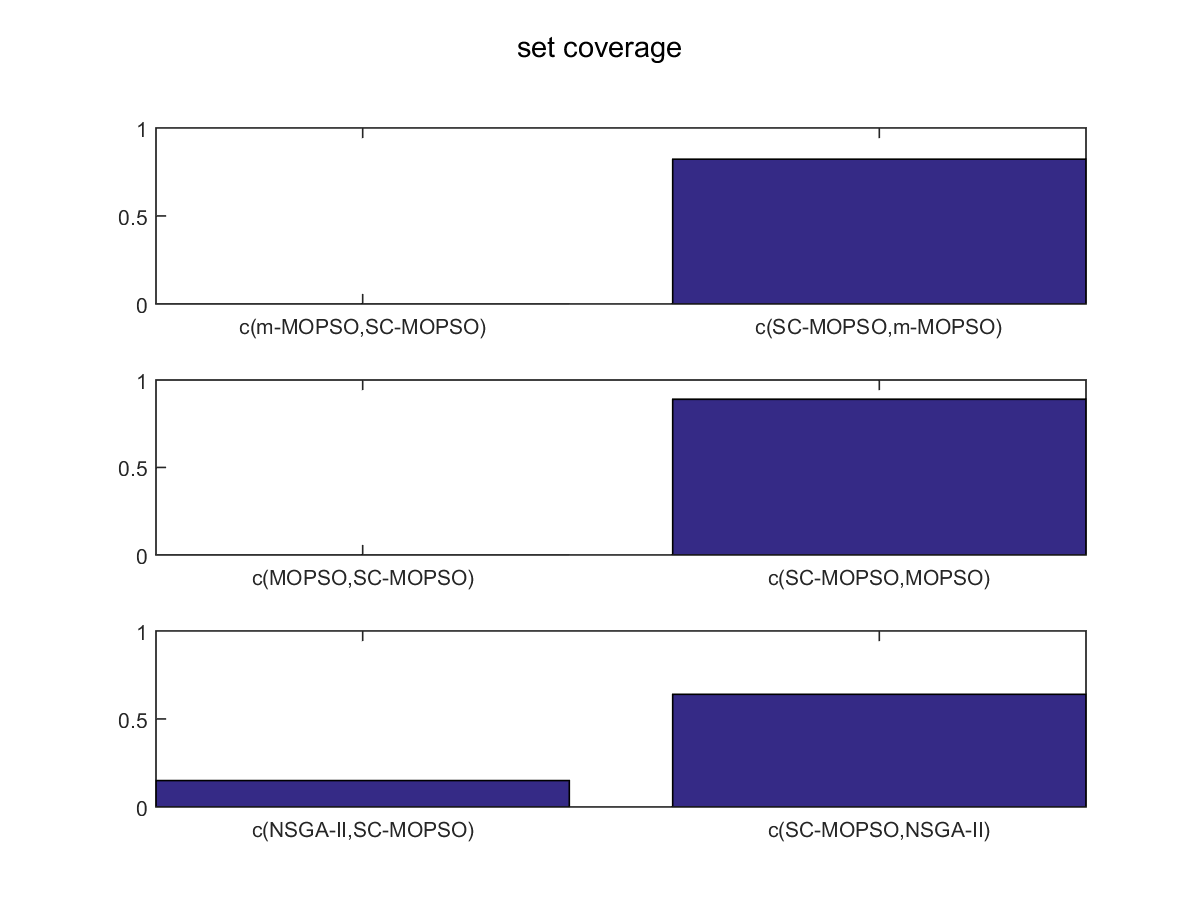 set coverage
1
0.5
0
c(m-MOPSO,SC-MOPSO) c(SC-MOPSO,m-MOPSO)
1
0.5
0
c(MOPSO,SC-MOPSO) c(SC-MOPSO,MOPSO)
1
0.5
0
c(NSGA-II,SC-MOPSO) c(SC-MOPSO,NSGA-II)